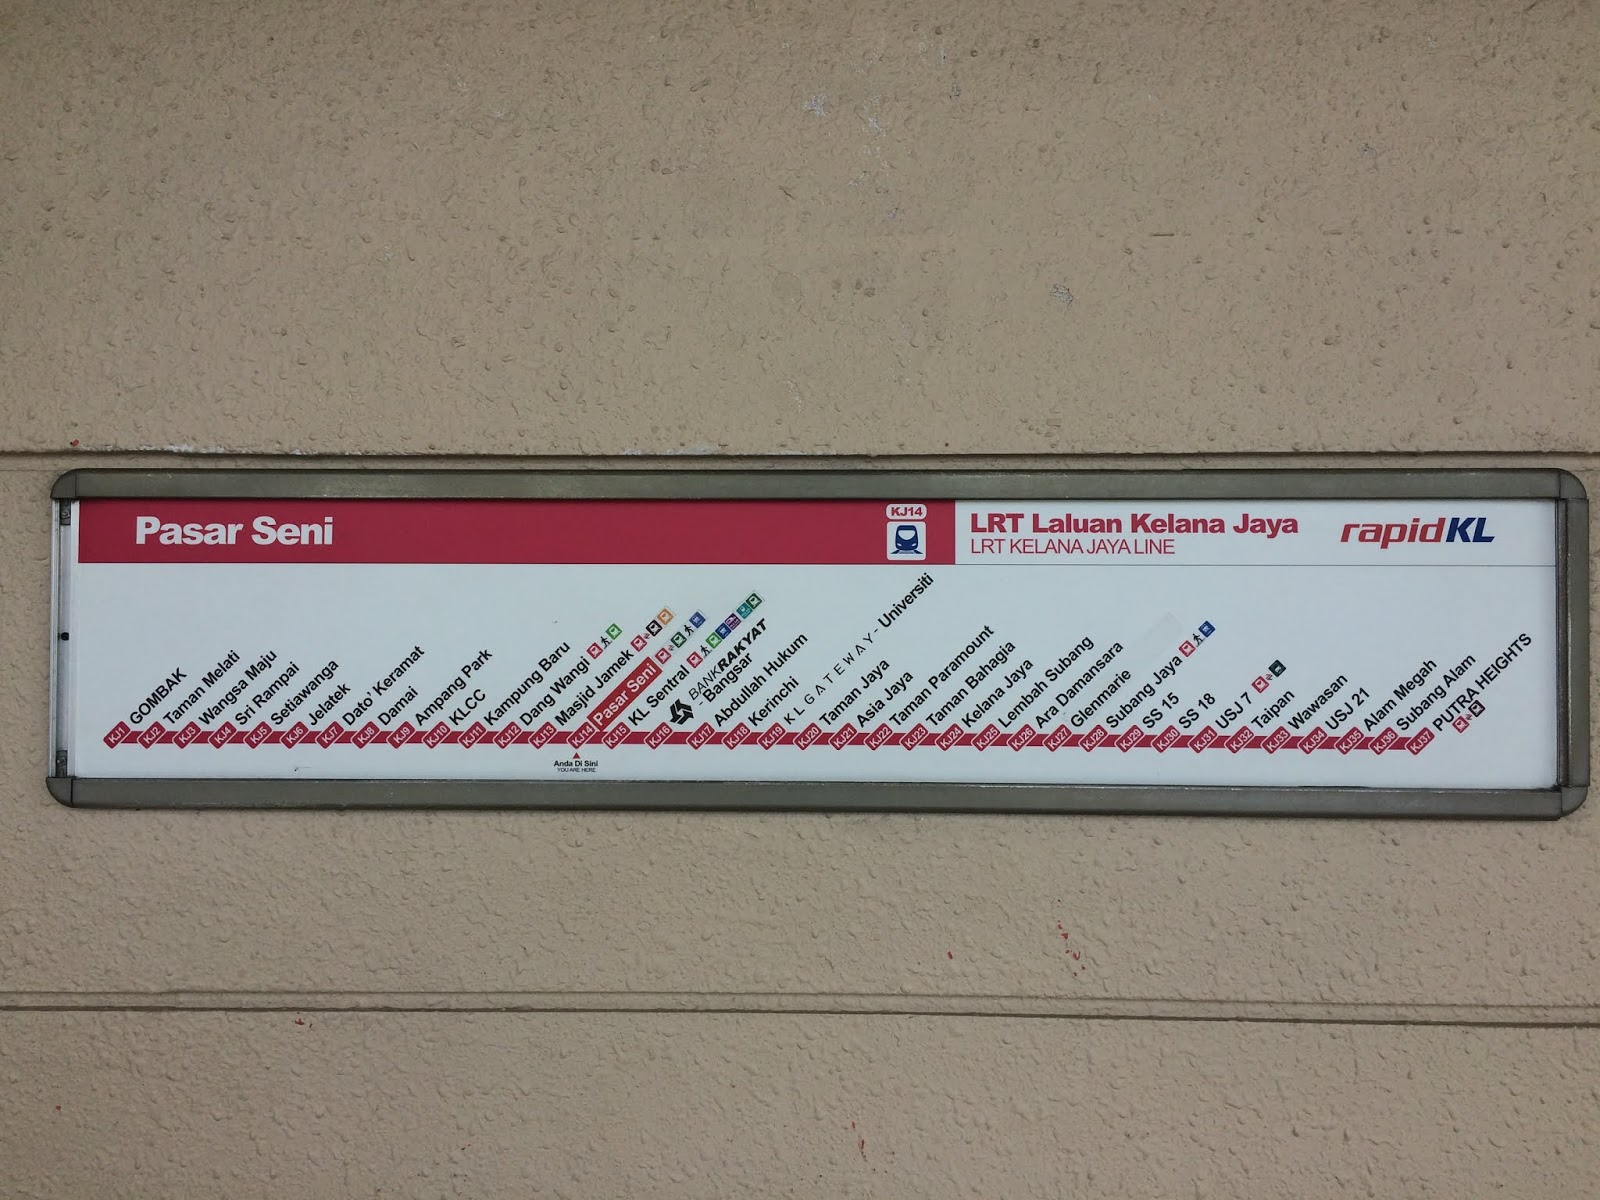 Pasar Seni
KJ14
LRT Laluan Kelana Jaya
LRT KELANA JAYA LINE
rapidKL
KJ1 GOMBAK
KJ2 Taman Melati
KJ3 Wangsa Maju
KJ4 Sri Rampai
KJ5 Setiawangsa
KJ6 Jelatek
KJ7 Dato' Keramat
KJ8 Damai
KJ9 Ampang Park
KJ10 KLCC
KJ11 Kampung Baru
KJ12 Dang Wangi
KJ13 Masjid Jamek
KJ14 Pasar Seni
KJ15 KL Sentral
KJ16 BANKRAKYAT
- Bangsar
KJ17 Abdullah Hukum
KJ18 Kerinchi
KJ19 KL GATEWAY - Universiti
KJ20 Taman Jaya
KJ21 Asia Jaya
KJ22 Taman Paramount
KJ23 Taman Bahagia
KJ24 Kelana Jaya
KJ25 Lembah Subang
KJ26 Ara Damansara
KJ27 Glenmarie
KJ28 Subang Jaya
KJ29 SS 15
KJ30 SS 18
KJ31 USJ 7
KJ32 Taipan
KJ33 Wawasan
KJ34 USJ 21
KJ35 Alam Megah
KJ36 Subang Alam
KJ37 PUTRA HEIGHTS
Anda Di Sini
YOU ARE HERE